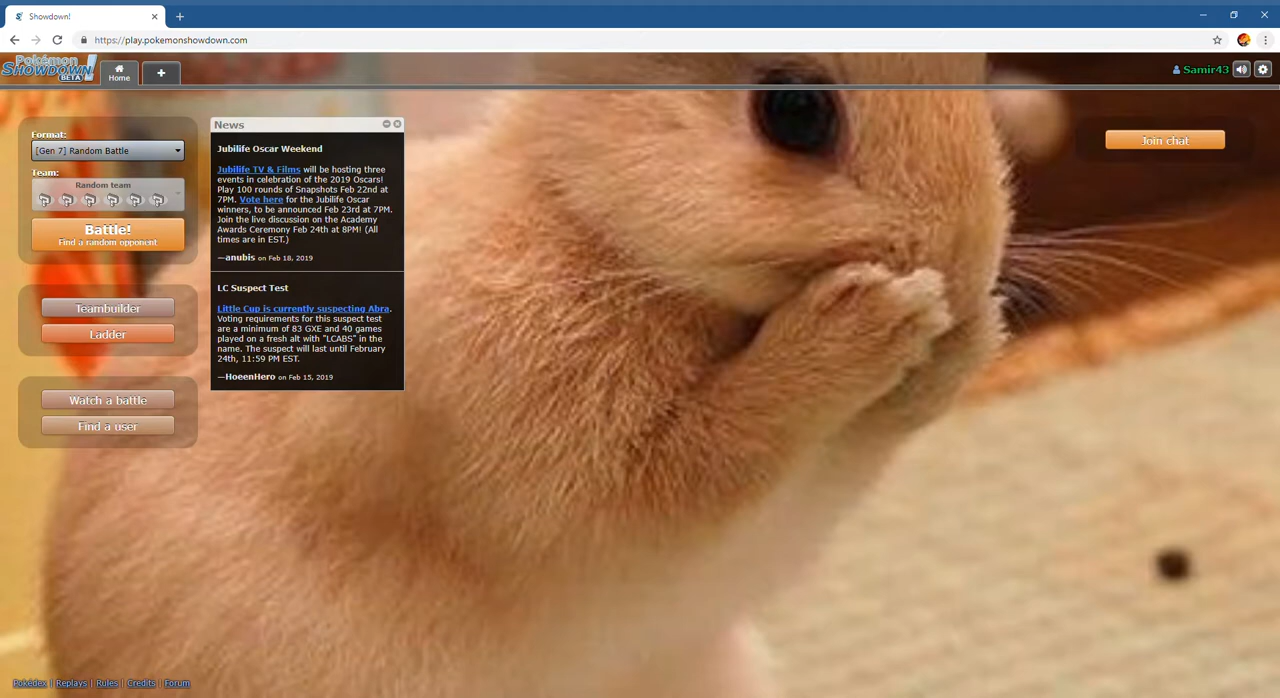 Showdown!
https://play.pokemonshowdown.com
Pokémon
SHOWDOWN!
BETA
Home
Samir43
Format:
[Gen 7] Random Battle
Team:
Random team
Battle!
Find a random opponent
Teambuilder
Ladder
Watch a battle
Find a user
News
Jubilife Oscar Weekend
Jubilife TV & Films will be hosting three
events in celebration of the 2019 Oscars!
Play 100 rounds of Snapshots Feb 22nd at
7PM. Vote here for the Jubilife Oscar
winners, to be announced Feb 23rd at 7PM.
Join the live discussion on the Academy
Awards Ceremony Feb 24th at 8PM! (All
times are in EST.)
—anubis on Feb 18, 2019
LC Suspect Test
Little Cup is currently suspecting Abra.
Voting requirements for this suspect test
are a minimum of 83 GXE and 40 games
played on a fresh alt with "LCABS" in the
name. The suspect will last until February
24th, 11:59 PM EST.
—HoeenHero on Feb 15, 2019
Join chat
Pokédex | Replays | Rules | Credits | Forum